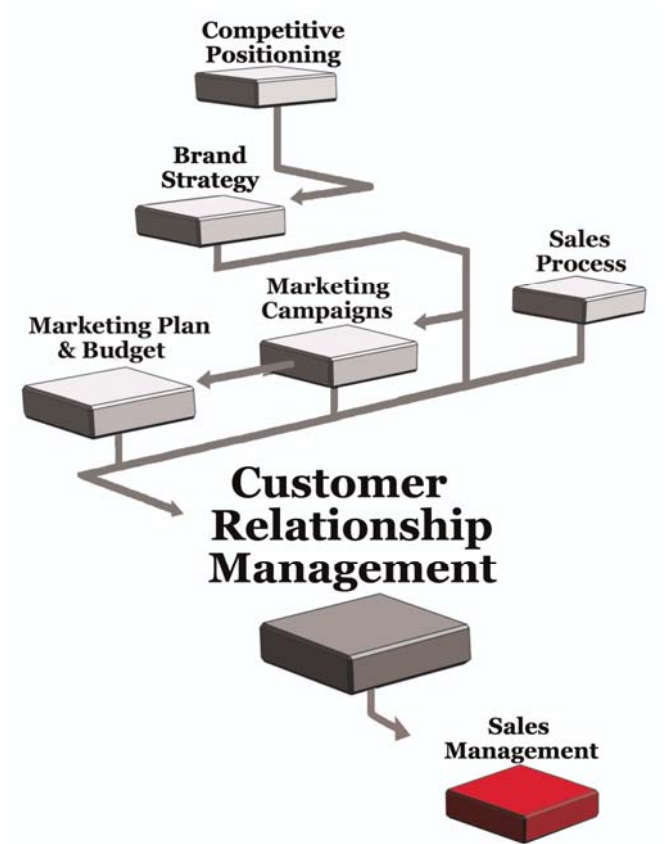 Competitive
Positioning
Brand
Strategy
Sales
Process
Marketing
Campaigns
Marketing Plan
& Budget
Customer
Relationship
Management
Sales
Management